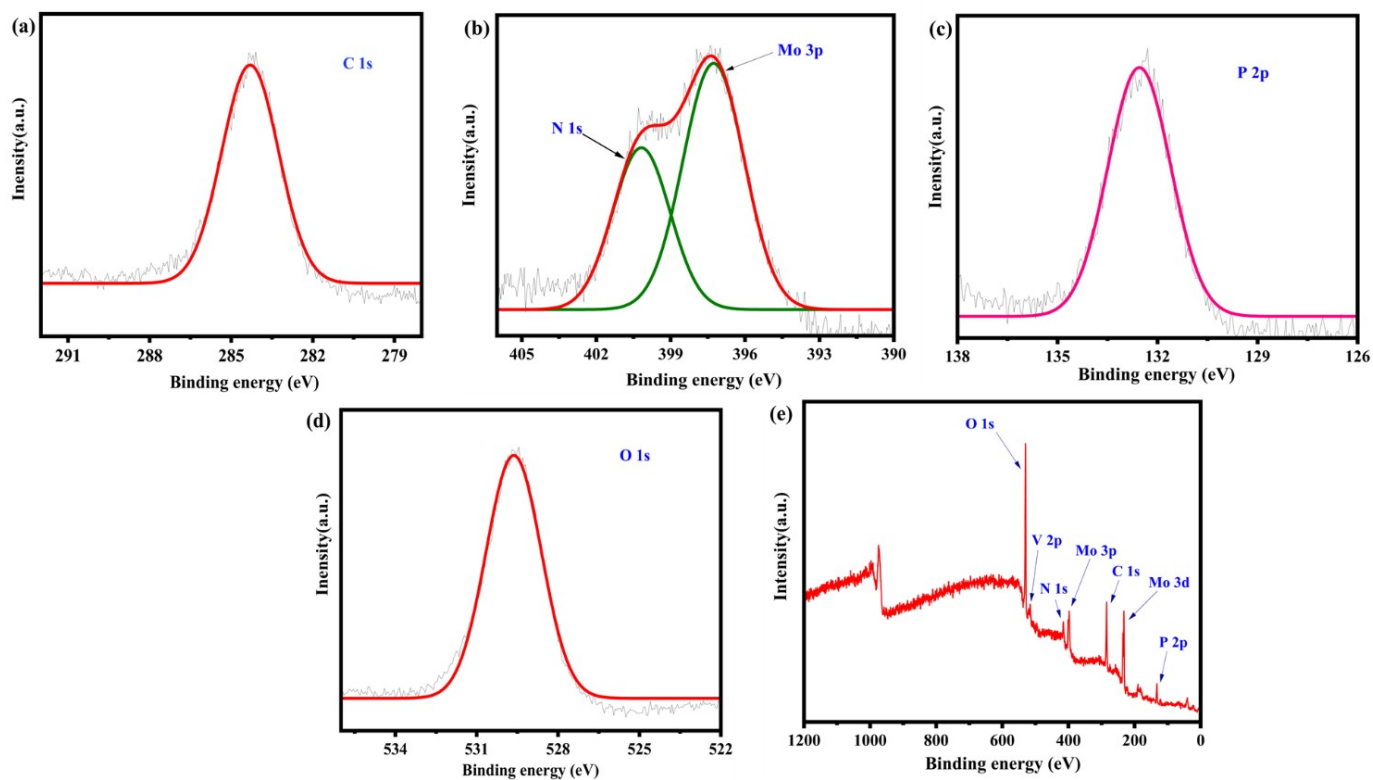 (a)
C 1s
Inensity(a.u.)
291 288 285 282 279
Binding energy (eV)
(b)
Mo 3p
N 1s
Inensity(a.u.)
405 402 399 396 393 390
Binding energy (eV)
(c)
P 2p
Inensity(a.u.)
138 135 132 129 126
Binding energy (eV)
(d)
O 1s
Inensity(a.u.)
534 531 528 525 522
Binding energy (eV)
(e)
O 1s
V 2p
Mo 3p
N 1s
C 1s
Mo 3d
P 2p
Intensity(a.u.)
1200 1000 800 600 400 200 0
Binding energy (eV)